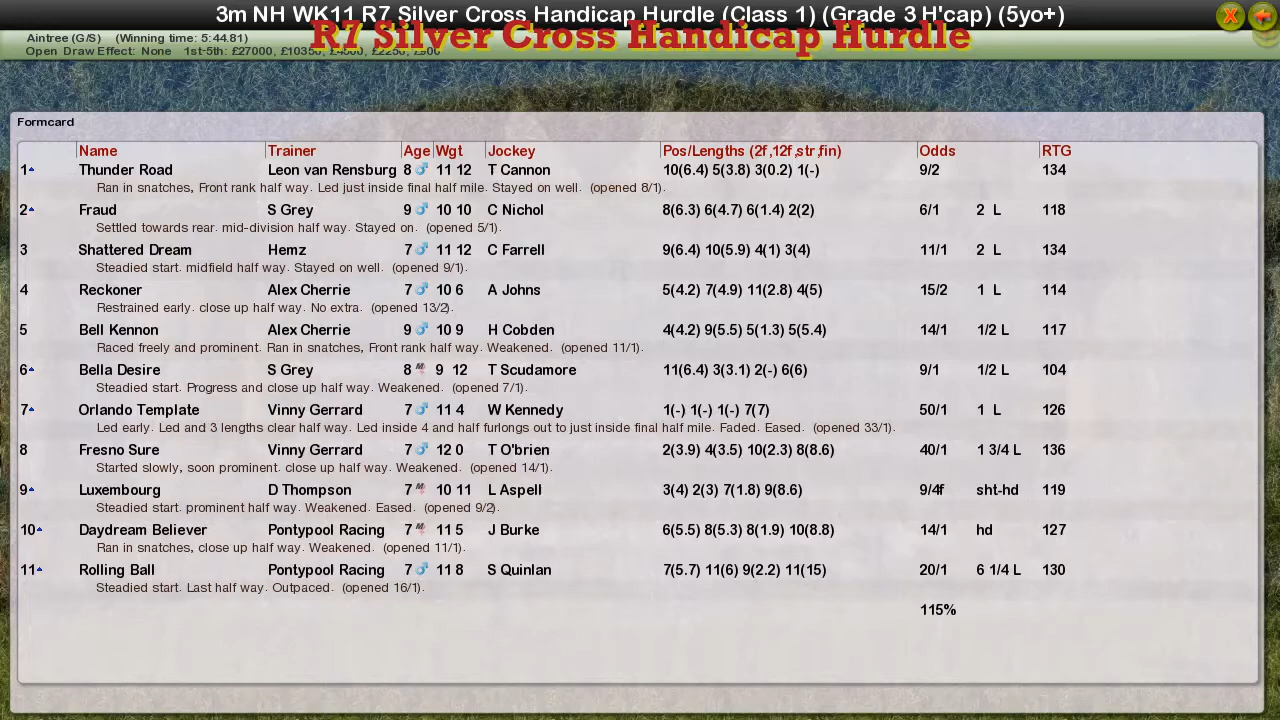 3m NH WK11 R7 Silver Cross Handicap Hurdle (Class 1) (Grade 3 H'cap) (5yo+)
R7 Silver Cross Handicap Hurdle
Aintree (G/S) (Winning time: 5:44.81)
Open Draw Effect: None 1st-5th: £27000, £10350, £4500, £2250, £900
Formcard
Name Trainer Age Wgt Jockey Pos/Lengths (2f,12f,str,fin) Odds RTG
1 Thunder Road Leon van Rensburg 8 11 12 T Cannon 10(6.4) 5(3.8) 3(0.2) 1(-) 9/2 134
Ran in snatches, Front rank half way. Led just inside final half mile. Stayed on well. (opened 8/1).
2 Fraud S Grey 9 10 10 C Nichol 8(6.3) 6(4.7) 6(1.4) 2(2) 6/1 2 L 118
Settled towards rear. mid-division half way. Stayed on. (opened 5/1).
3 Shattered Dream Hemz 7 11 12 C Farrell 9(6.4) 10(5.9) 4(1) 3(4) 11/1 2 L 134
Steadied start. midfield half way. Stayed on well. (opened 9/1).
4 Reckoner Alex Cherrie 7 10 6 A Johns 5(4.2) 7(4.9) 11(2.8) 4(5) 15/2 1 L 114
Restrained early. close up half way. No extra. (opened 13/2).
5 Bell Kennon Alex Cherrie 9 10 9 H Cobden 4(4.2) 9(5.5) 5(1.3) 5(5.4) 14/1 1/2 L 117
Raced freely and prominent. Ran in snatches, Front rank half way. Weakened. (opened 11/1).
6 Bella Desire S Grey 8 9 12 T Scudamore 11(6.4) 3(3.1) 2(-) 6(6) 9/1 1/2 L 104
Steadied start. Progress and close up half way. Weakened. (opened 7/1).
7 Orlando Template Vinny Gerrard 7 11 4 W Kennedy 1(-) 1(-) 1(-) 7(7) 50/1 1 L 126
Led early. Led and 3 lengths clear half way. Led inside 4 and half furlongs out to just inside final half mile. Faded. Eased. (opened 33/1).
8 Fresno Sure Vinny Gerrard 7 12 0 T O'brien 2(3.9) 4(3.5) 10(2.3) 8(8.6) 40/1 1 3/4 L 136
Started slowly, soon prominent. close up half way. Weakened. (opened 14/1).
9 Luxembourg D Thompson 7 10 11 L Aspell 3(4) 2(3) 7(1.8) 9(8.6) 9/4f sht-hd 119
Steadied start. prominent half way. Weakened. Eased. (opened 9/2).
10 Daydream Believer Pontypool Racing 7 11 5 J Burke 6(5.5) 8(5.3) 8(1.9) 10(8.8) 14/1 hd 127
Ran in snatches, close up half way. Weakened. (opened 11/1).
11 Rolling Ball Pontypool Racing 7 11 8 S Quinlan 7(5.7) 11(6) 9(2.2) 11(15) 20/1 6 1/4 L 130
Steadied start. Last half way. Outpaced. (opened 16/1).
115%